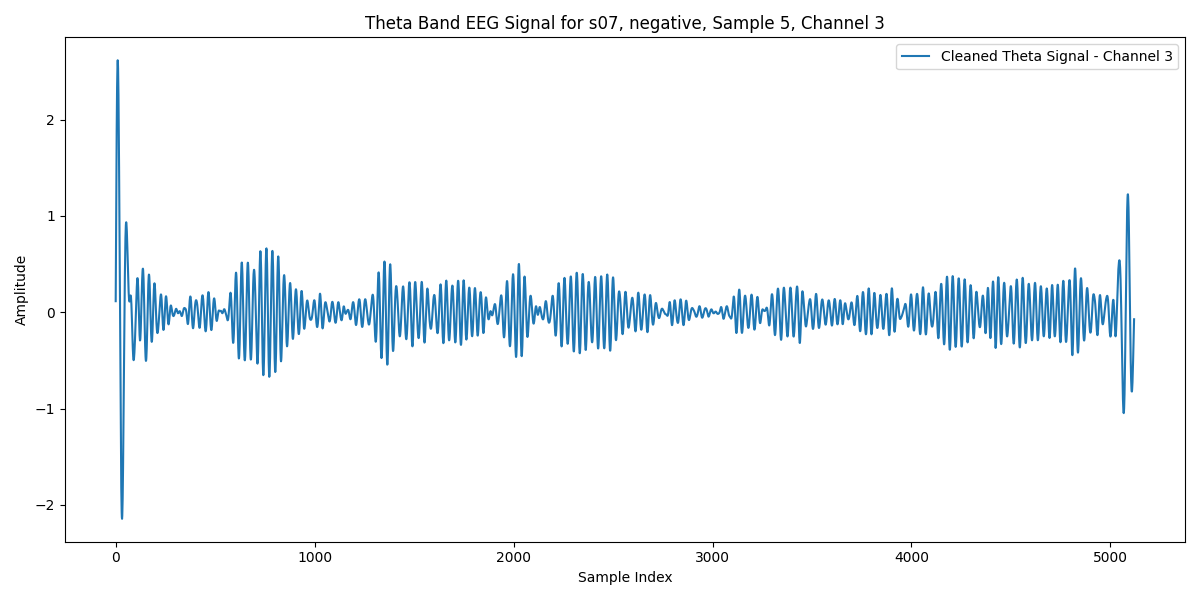 Theta Band EEG Signal for s07, negative, Sample 5, Channel 3
Cleaned Theta Signal - Channel 3
Amplitude
2
1
0
−1
−2
0 1000 2000 3000 4000 5000
Sample Index